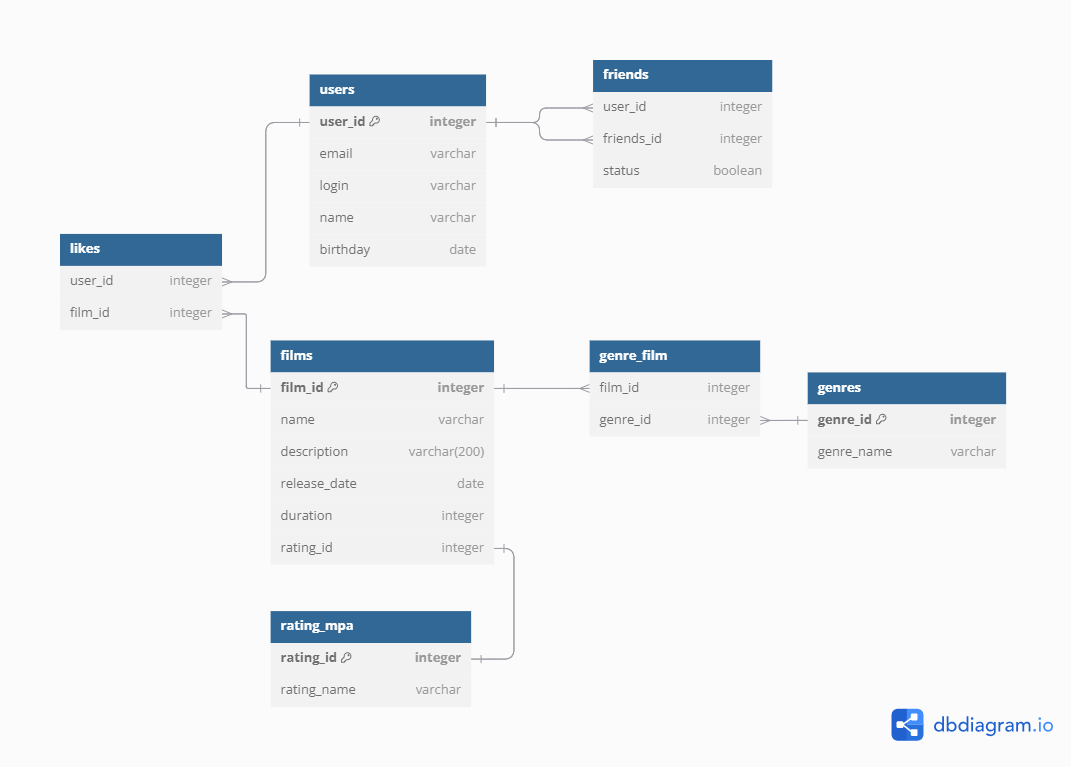 users
user_id integer
email varchar
login varchar
name varchar
birthday date
friends
user_id integer
friends_id integer
status boolean
likes
user_id integer
film_id integer
films
film_id integer
name varchar
description varchar(200)
release_date date
duration integer
rating_id integer
genre_film
film_id integer
genre_id integer
genres
genre_id integer
genre_name varchar
rating_mpa
rating_id integer
rating_name varchar
dbdiagram.io